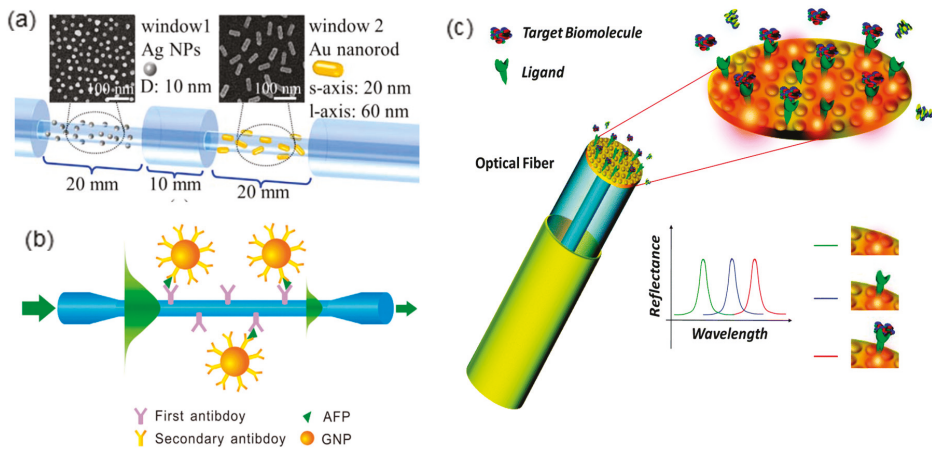 (a)
window1
Ag NPs
D: 10 nm
100 nm
window 2
Au nanorod
s-axis: 20 nm
l-axis: 60 nm
100 nm
20 mm
10 mm
20 mm
(b)
First antibdoy
AFP
Secondary antibdoy
GNP
(c)
Target Biomolecule
Ligand
Optical Fiber
Reflectance
Wavelength